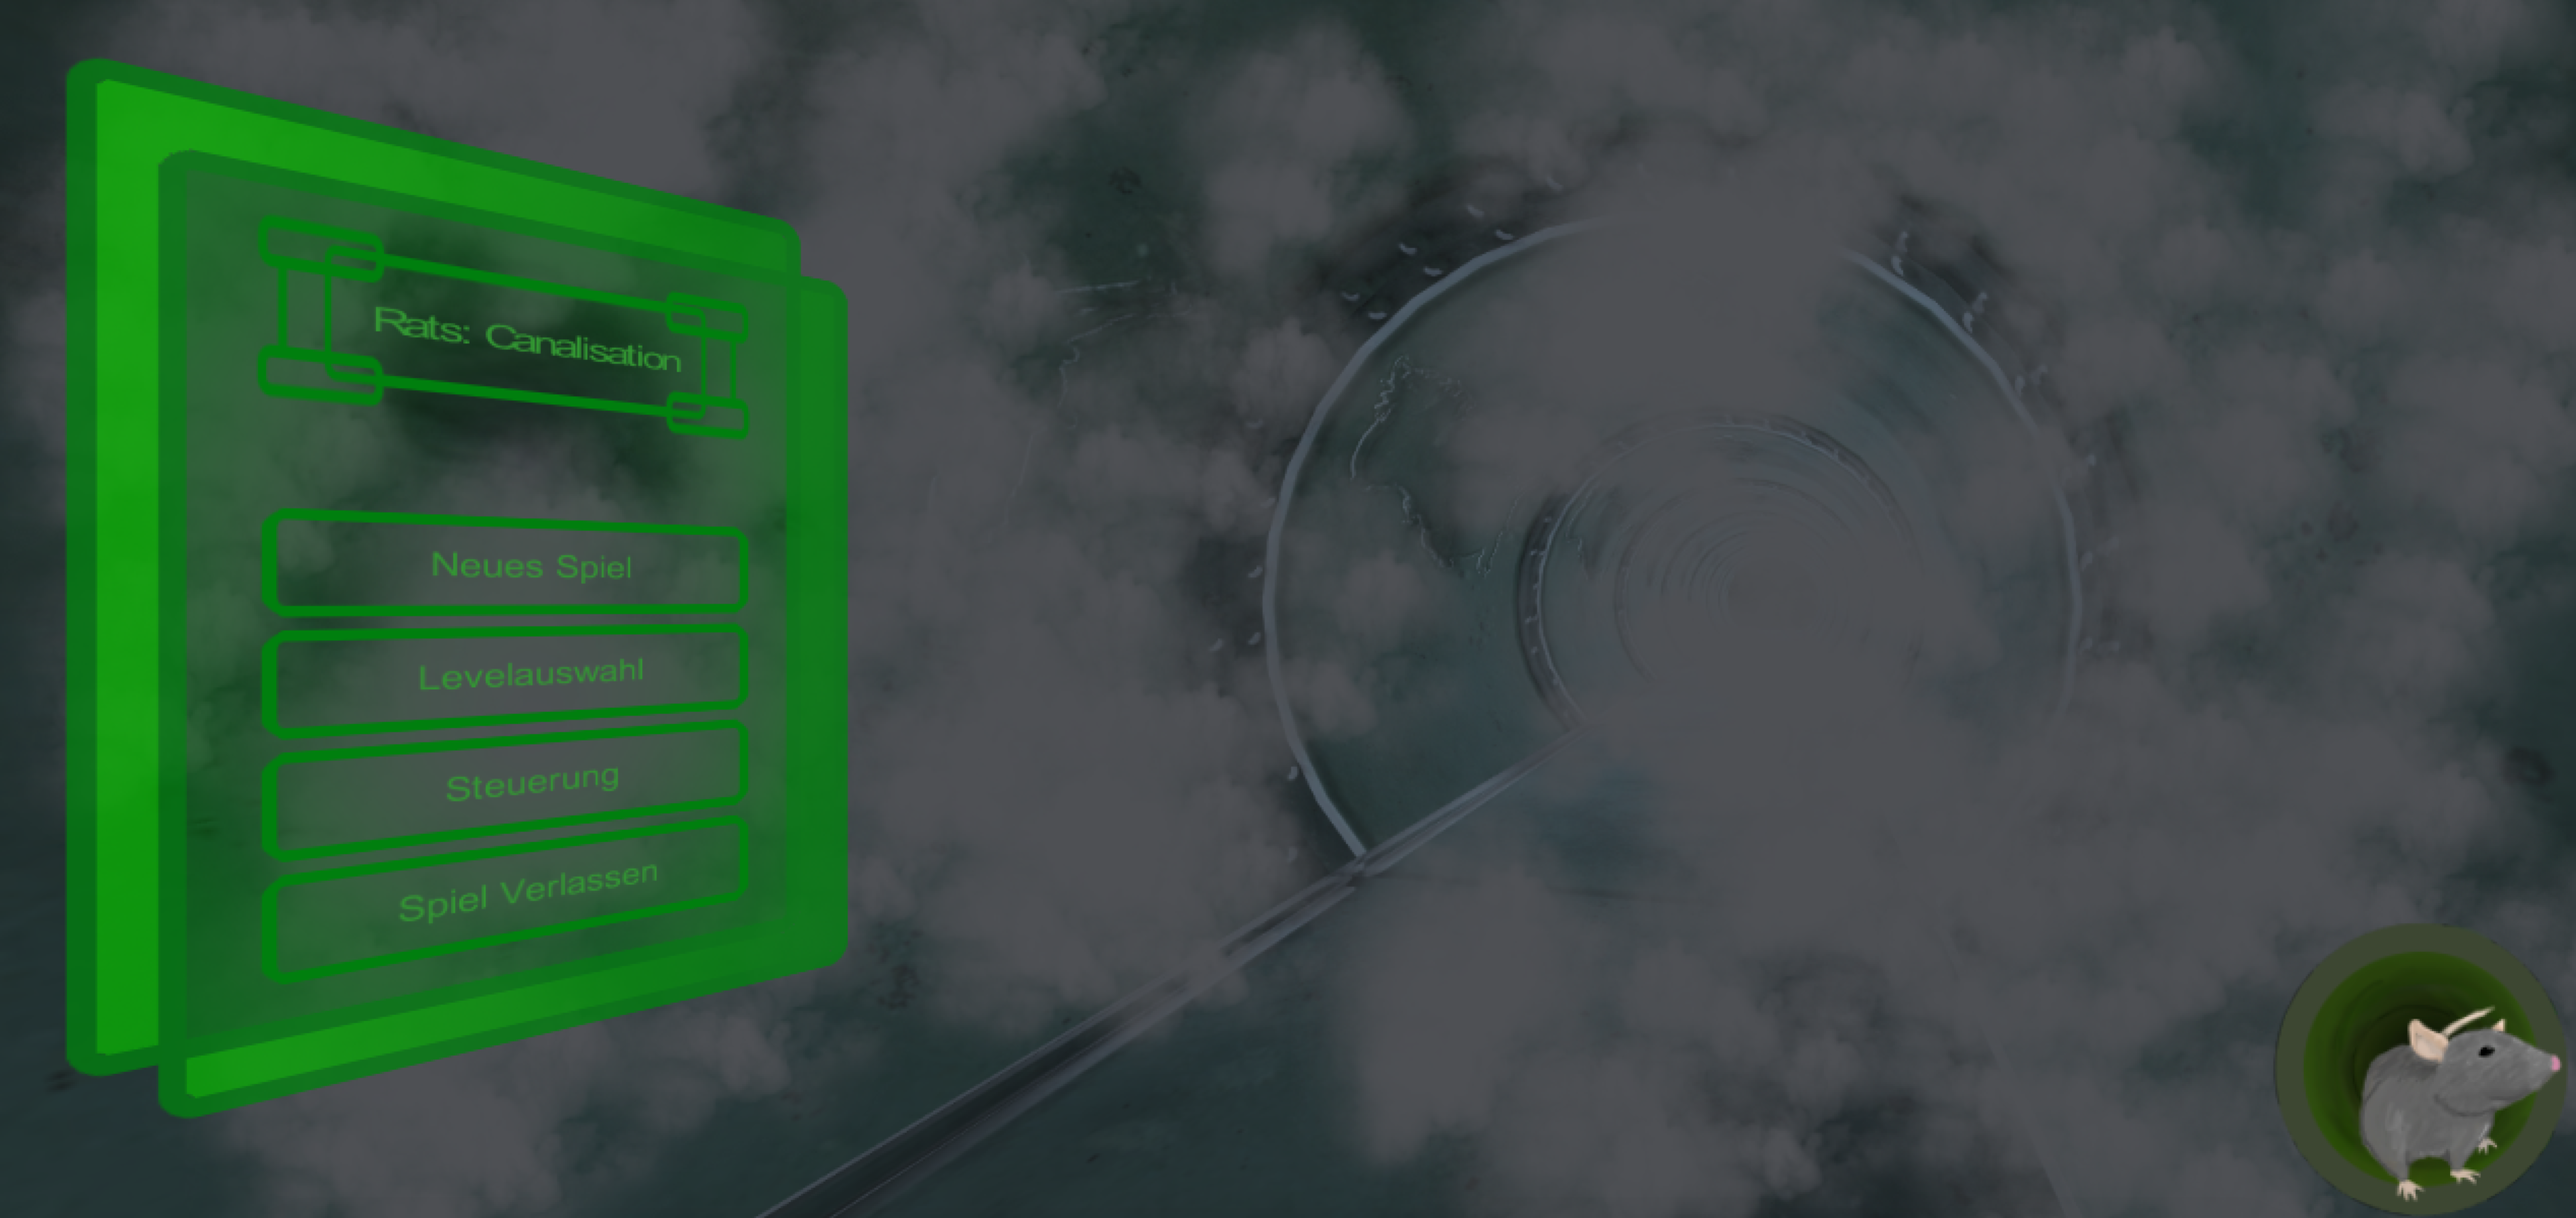 Rats: Canalisation
Neues Spiel
Levelauswahl
Steuerung
Spiel Verlassen